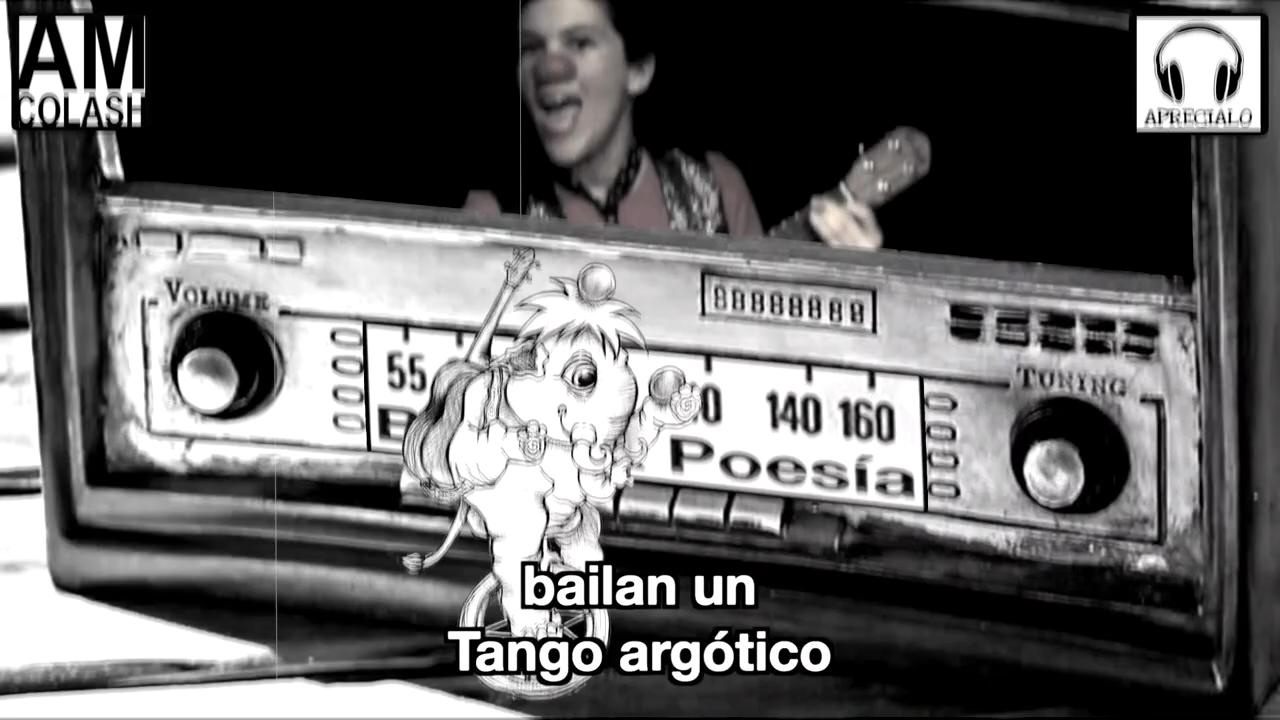 AM
COLASH
APRECIALO
VOLUME
88888888
TUNING
55
140 160
Poesía
bailan un
Tango argótico